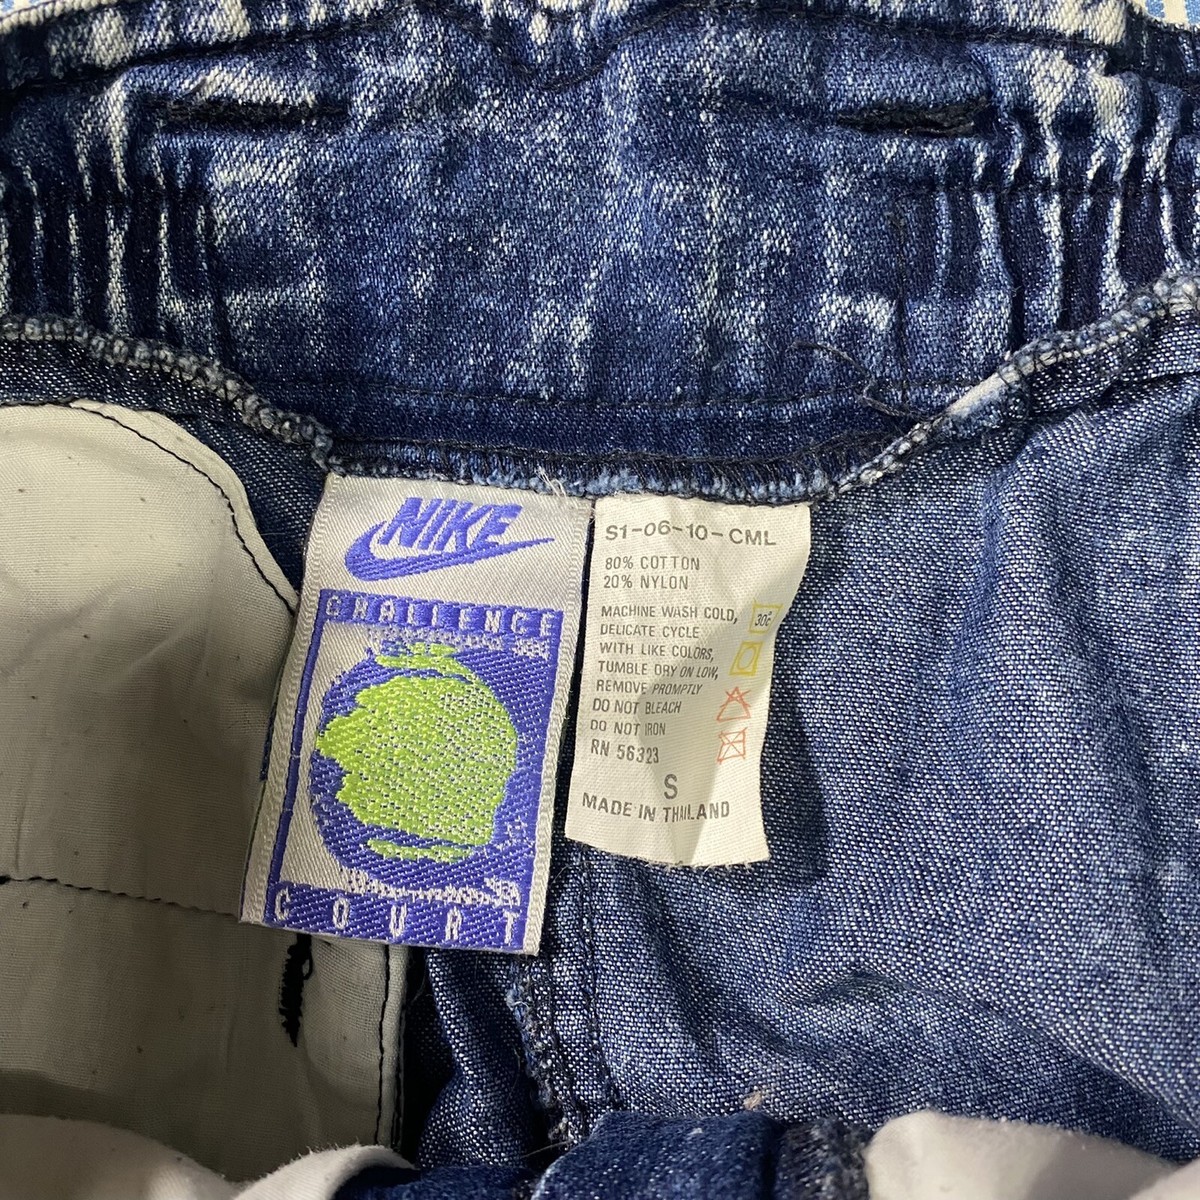 NIKE
CHALLENGE
COURT
S1-06-10-CML
80% COTTON
20% NYLON
MACHINE WASH COLD,
DELICATE CYCLE
WITH LIKE COLORS,
TUMBLE DRY ON LOW,
REMOVE PROMPTLY
DO NOT BLEACH
DO NOT IRON
RN 56323
S
MADE IN THAILAND
30c